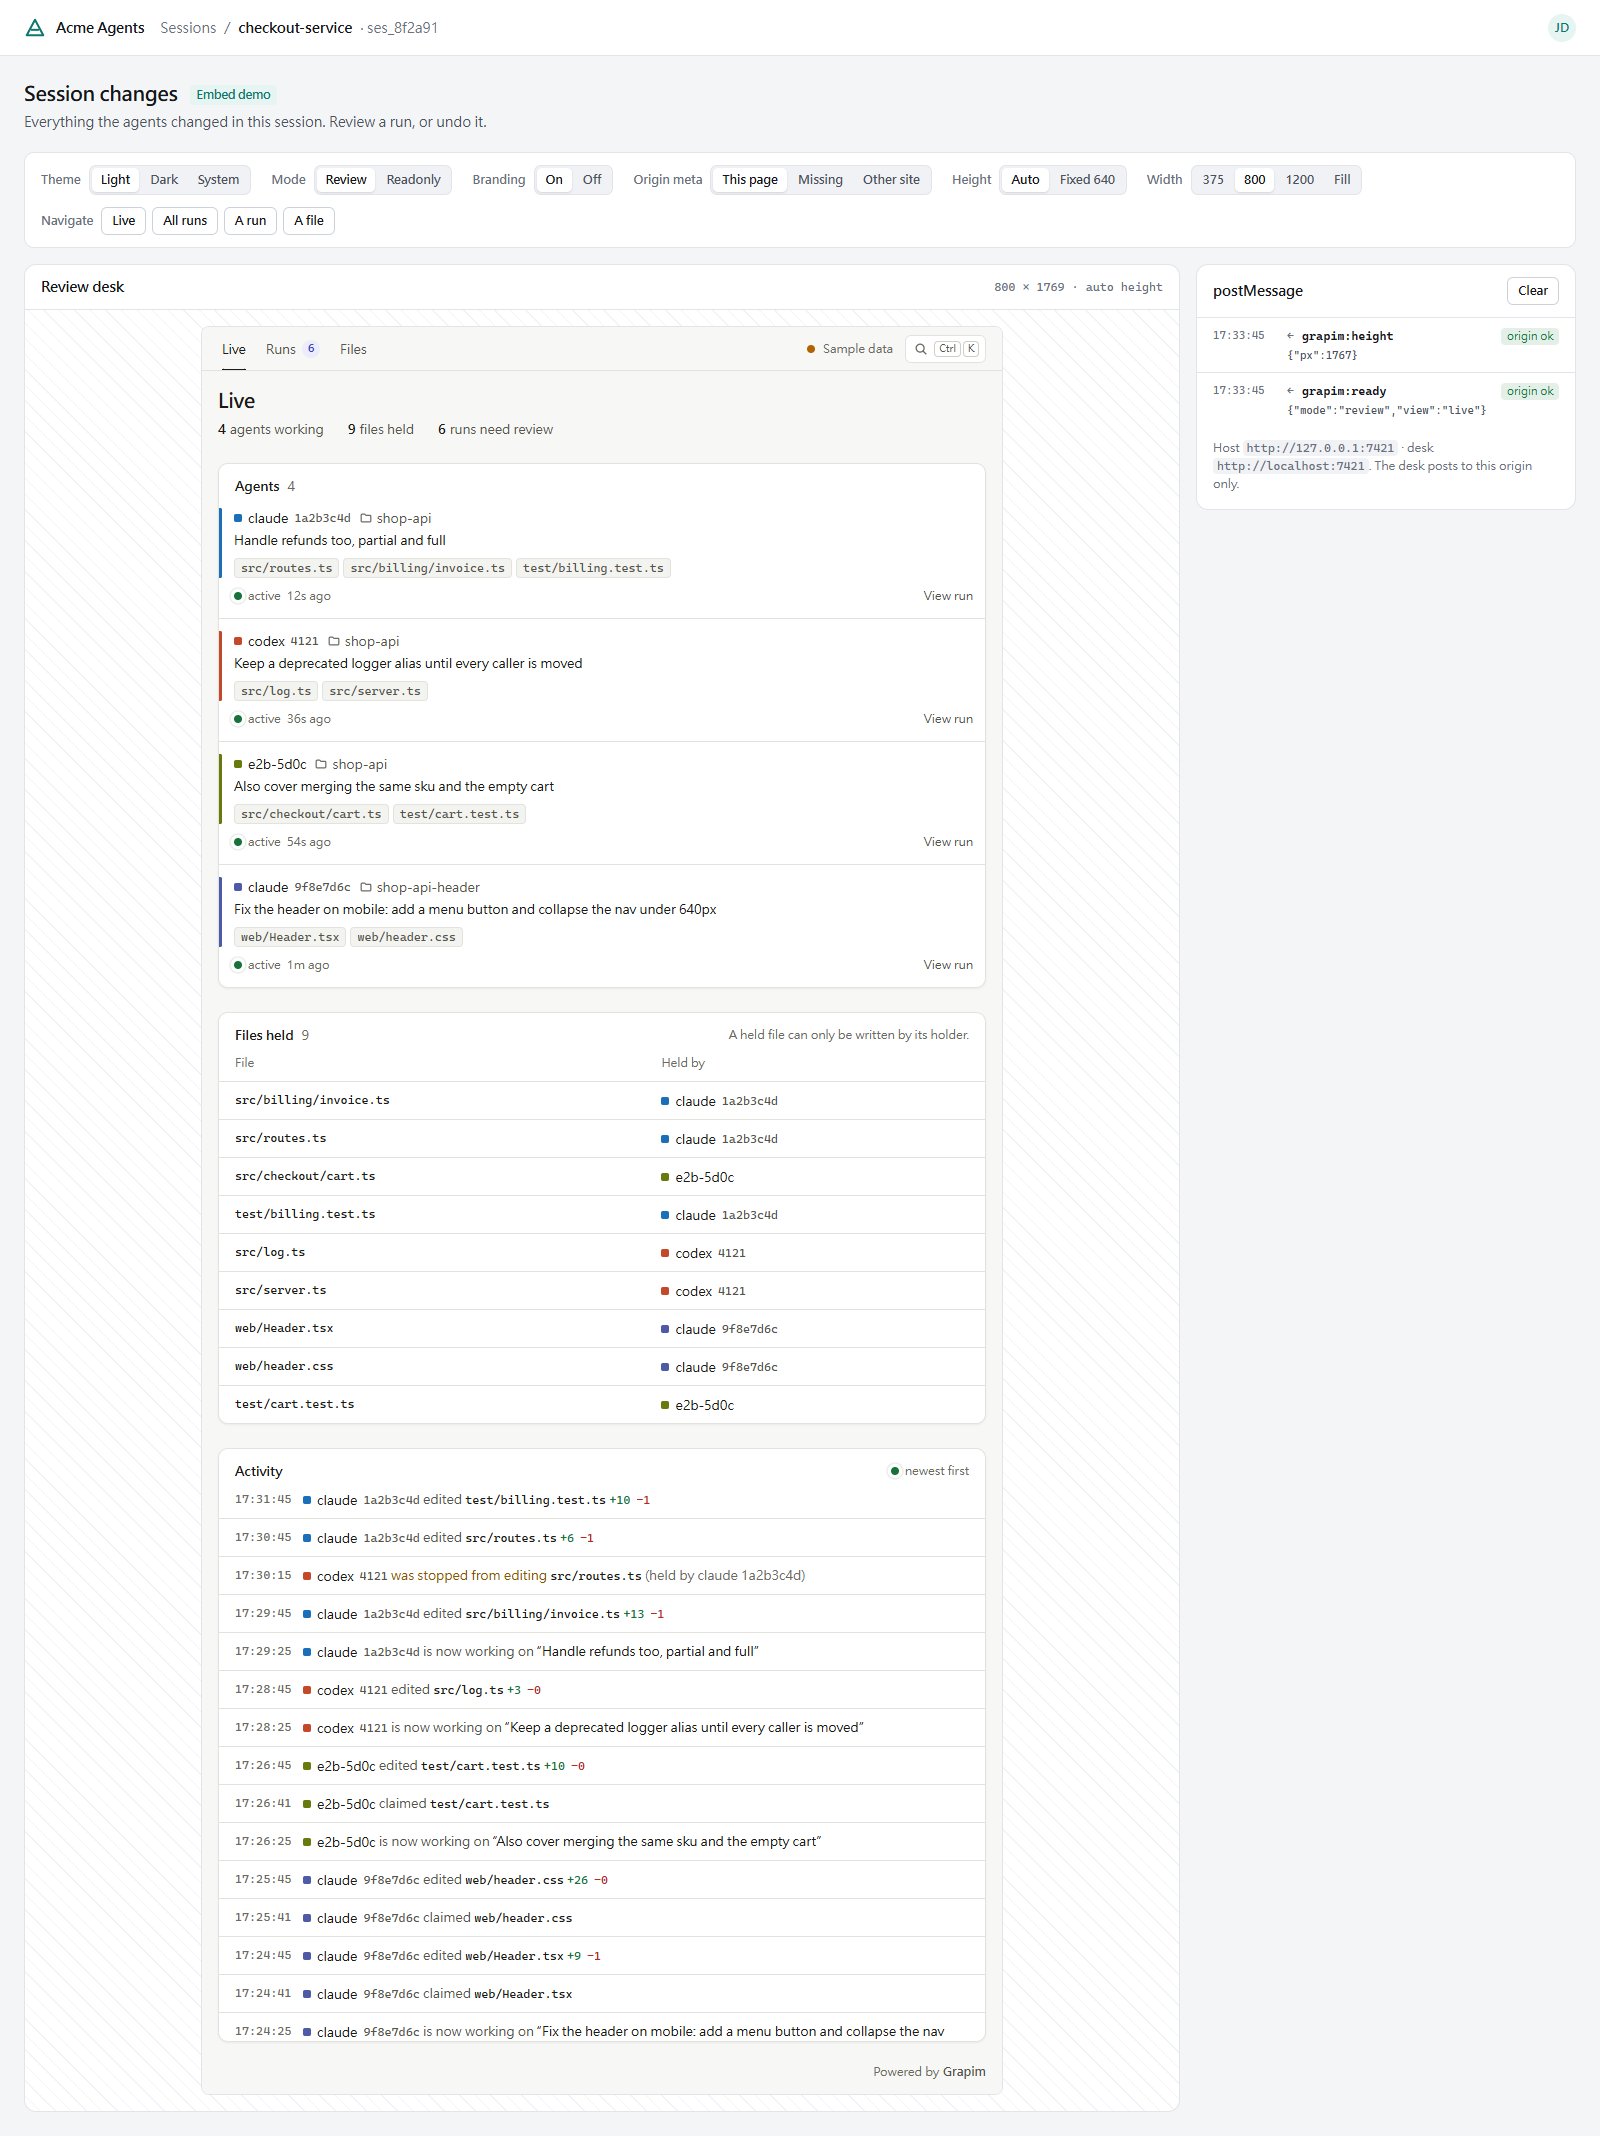 Acme Agents Sessions / checkout-service · ses_8f2a91 JD
Session changes Embed demo
Everything the agents changed in this session. Review a run, or undo it.
Theme Light Dark System Mode Review Readonly Branding On Off Origin meta This page Missing Other site Height Auto Fixed 640 Width 375 800 1200 Fill
Navigate Live All runs A run A file
Review desk 800 × 1769 · auto height
Live Runs 6 Files Sample data Ctrl K
Live
4 agents working 9 files held 6 runs need review
Agents 4
claude 1a2b3c4d shop-api
Handle refunds too, partial and full
src/routes.ts src/billing/invoice.ts test/billing.test.ts
active 12s ago View run
codex 4121 shop-api
Keep a deprecated logger alias until every caller is moved
src/log.ts src/server.ts
active 36s ago View run
e2b-5d0c shop-api
Also cover merging the same sku and the empty cart
src/checkout/cart.ts test/cart.test.ts
active 54s ago View run
claude 9f8e7d6c shop-api-header
Fix the header on mobile: add a menu button and collapse the nav under 640px
web/Header.tsx web/header.css
active 1m ago View run
Files held 9 A held file can only be written by its holder.
File Held by
src/billing/invoice.ts claude 1a2b3c4d
src/routes.ts claude 1a2b3c4d
src/checkout/cart.ts e2b-5d0c
test/billing.test.ts claude 1a2b3c4d
src/log.ts codex 4121
src/server.ts codex 4121
web/Header.tsx claude 9f8e7d6c
web/header.css claude 9f8e7d6c
test/cart.test.ts e2b-5d0c
Activity newest first
17:31:45 claude 1a2b3c4d edited test/billing.test.ts +10 −1
17:30:45 claude 1a2b3c4d edited src/routes.ts +6 −1
17:30:15 codex 4121 was stopped from editing src/routes.ts (held by claude 1a2b3c4d)
17:29:45 claude 1a2b3c4d edited src/billing/invoice.ts +13 −1
17:29:25 claude 1a2b3c4d is now working on “Handle refunds too, partial and full”
17:28:45 codex 4121 edited src/log.ts +3 −0
17:28:25 codex 4121 is now working on “Keep a deprecated logger alias until every caller is moved”
17:26:45 e2b-5d0c edited test/cart.test.ts +10 −0
17:26:41 e2b-5d0c claimed test/cart.test.ts
17:26:25 e2b-5d0c is now working on “Also cover merging the same sku and the empty cart”
17:25:45 claude 9f8e7d6c edited web/header.css +26 −0
17:25:41 claude 9f8e7d6c claimed web/header.css
17:24:45 claude 9f8e7d6c edited web/Header.tsx +9 −1
17:24:41 claude 9f8e7d6c claimed web/Header.tsx
17:24:25 claude 9f8e7d6c is now working on “Fix the header on mobile: add a menu button and collapse the nav
Powered by Grapim
postMessage Clear
17:33:45 ← grapim:height origin ok
{"px":1767}
17:33:45 ← grapim:ready origin ok
{"mode":"review","view":"live"}
Host http://127.0.0.1:7421 · desk
http://localhost:7421. The desk posts to this origin
only.